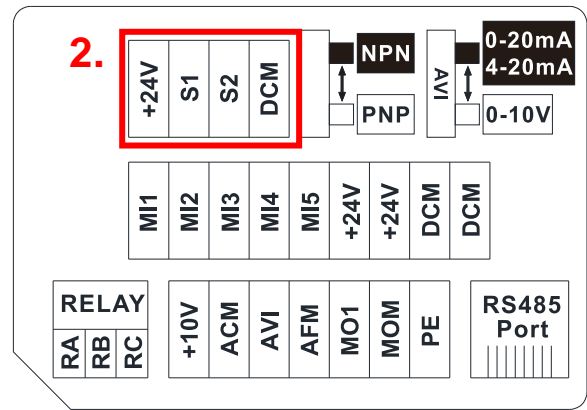 2.
+24V S1 S2 DCM
NPN
PNP
AVI
0-20mA
4-20mA
0-10V
MI1 MI2 MI3 MI4 MI5 +24V +24V DCM DCM
RELAY
RA RB RC
+10V ACM AVI AFM MO1 MOM PE
RS485
Port